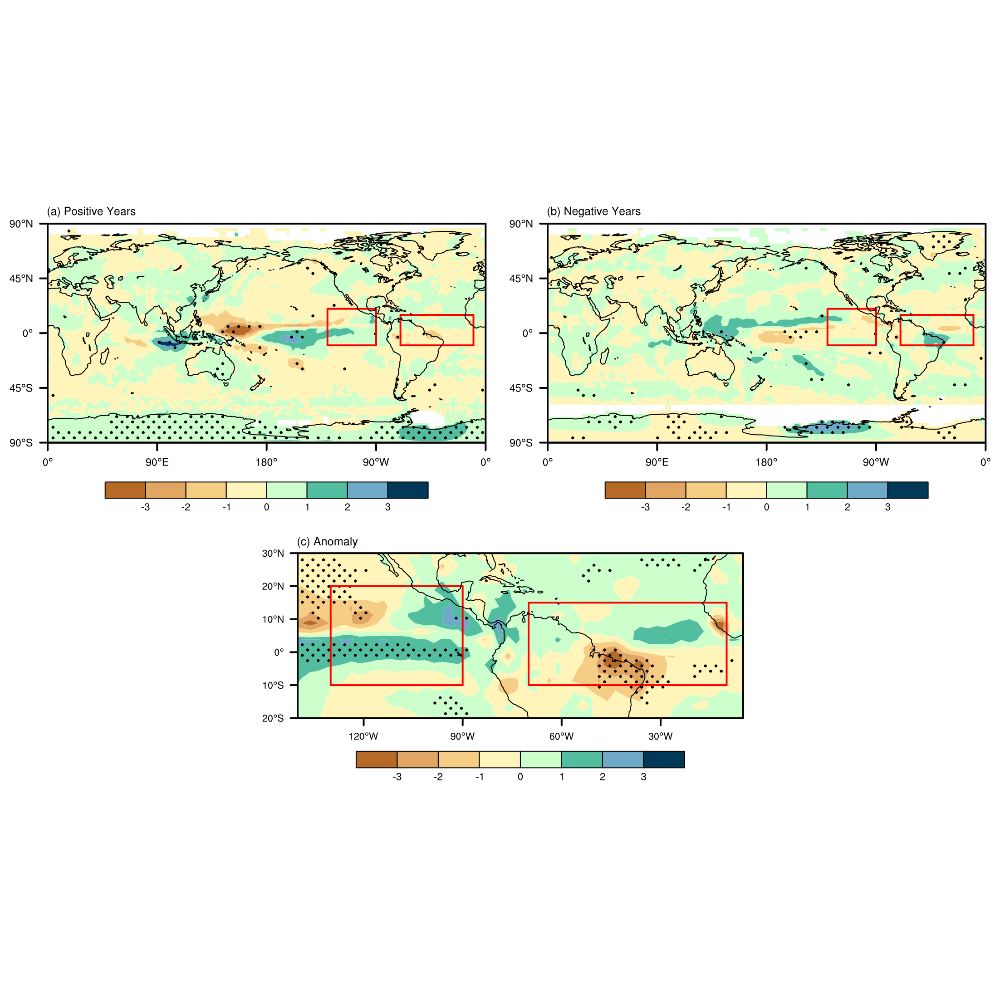 (a) Positive Years
(b) Negative Years
90°N
45°N
0°
45°S
90°S
0° 90°E 180° 90°W 0°
-3 -2 -1 0 1 2 3
90°N
45°N
0°
45°S
90°S
0° 90°E 180° 90°W 0°
-3 -2 -1 0 1 2 3
(c) Anomaly
30°N
20°N
10°N
0°
10°S
20°S
120°W 90°W 60°W 30°W
-3 -2 -1 0 1 2 3